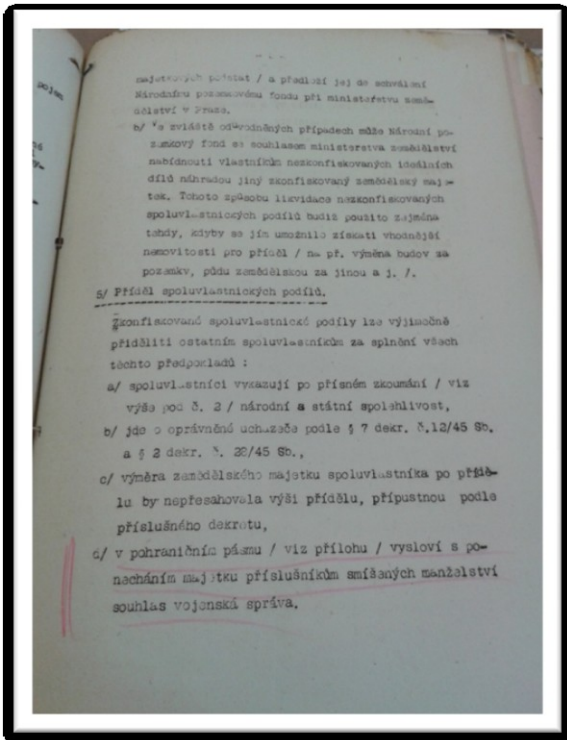 majetkových podstat / a předloží jej ke schválení
Národnímu pozemkovému fondu při ministerstvu země-
dělství v Praze.
b/ Ve zvláště odůvodněných případech může Národní po-
zemkový fond se souhlasem ministerstva zemědělství
nabídnouti vlastníkům nezkonfiskovaných ideálních
dílů náhradou jiný zkonfiskovaný zemědělský maje-
tek. Tohoto způsobu likvidace nezkonfiskovaných
spoluvlastnických podílů budiž použito zejména
tehdy, kdyby se jím umožnilo získati vhodnější
nemovitosti pro příděl / na př. výměna budov za
pozemky, půdu zemědělskou za jinou a j. /.
5/ Příděl spoluvlastnických podílů.
Zkonfiskované spoluvlastnické podíly lze výjimečně
přiděliti ostatním spoluvlastníkům za splnění všech
těchto předpokladů :
a/ spoluvlastníci vykazují po přísném zkoumání / viz
výše pod č. 2 / národní a státní spolehlivost,
b/ jde o oprávněné uchazeče podle § 7 dekr. č.12/45 Sb.
a § 2 dekr. č. 28/45 Sb.,
c/ výměra zemědělského majetku spoluvlastníka po přídě-
lu by nepřesahovala výši přídělu, přípustnou podle
příslušného dekretu,
d/ v pohraničním pásmu / viz přílohu / vysloví s po-
necháním majetku příslušníkům smíšených manželství
souhlas vojenská správa.